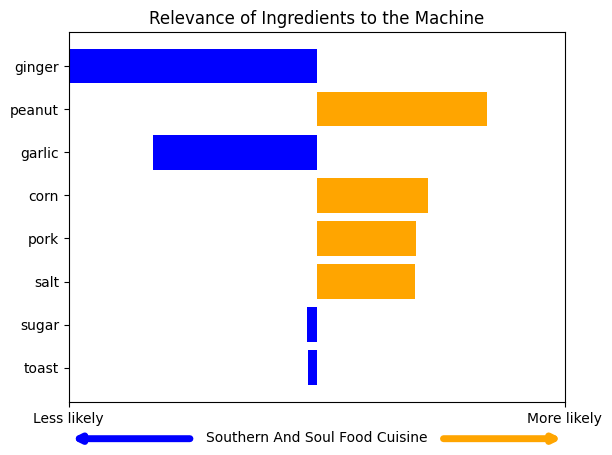 Relevance of Ingredients to the Machine
ginger
peanut
garlic
corn
pork
salt
sugar
toast
Less likely More likely
Southern And Soul Food Cuisine